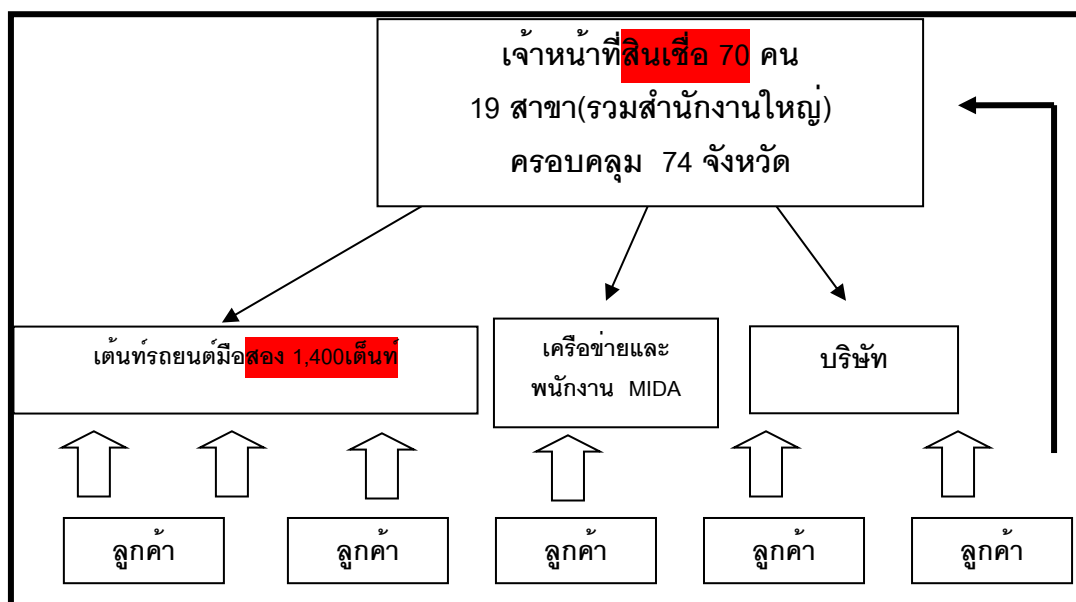 เจ้าหน้าที่สินเชื่อ 70 คน
19 สาขา(รวมสำนักงานใหญ่)
ครอบคลุม 74 จังหวัด
เต้นท์รถยนต์มือสอง 1,400เต็นท์
เครือข่ายและ
พนักงาน MIDA
บริษัท
ลูกค้า
ลูกค้า
ลูกค้า
ลูกค้า
ลูกค้า